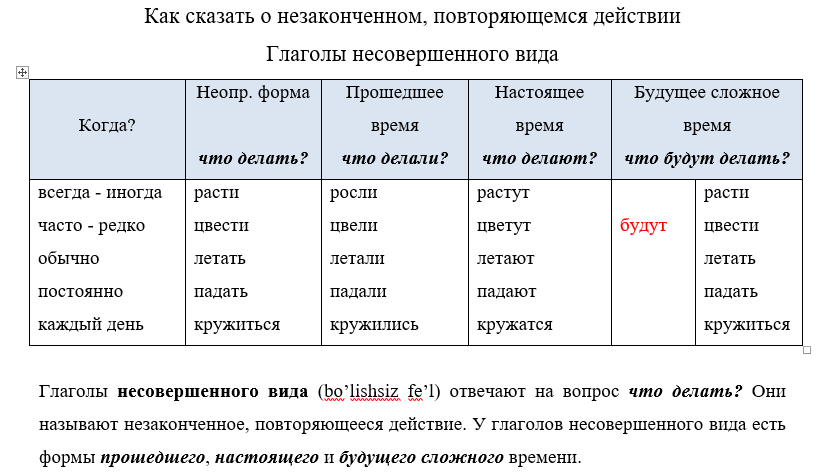 Как сказать о незаконченном, повторяющемся действии
Глаголы несовершенного вида
Когда? Неопр. форма что делать? Прошедшее время что делали? Настоящее время что делают? Будущее сложное время что будут делать?
всегда - иногда расти росли растут расти
часто - редко цвести цвели цветут будут цвести
обычно летать летали летают летать
постоянно падать падали падают падать
каждый день кружиться кружились кружатся кружиться
Глаголы несовершенного вида (bo’lishsiz fe’l) отвечают на вопрос что делать? Они
называют незаконченное, повторяющееся действие. У глаголов несовершенного вида есть
формы прошедшего, настоящего и будущего сложного времени.